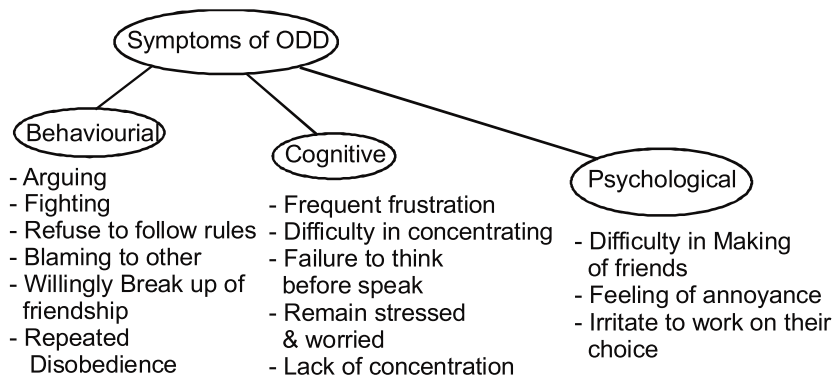 Symptoms of ODD
Behaviourial
- Arguing
- Fighting
- Refuse to follow rules
- Blaming to other
- Willingly Break up of
friendship
- Repeated
Disobedience
Cognitive
- Frequent frustration
- Difficulty in concentrating
- Failure to think
before speak
- Remain stressed
& worried
- Lack of concentration
Psychological
- Difficulty in Making
of friends
- Feeling of annoyance
- Irritate to work on their
choice